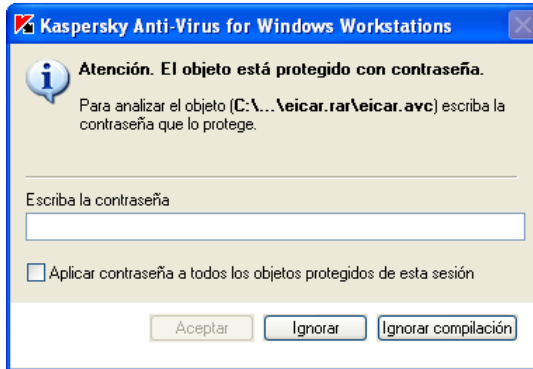 Kaspersky Anti-Virus for Windows Workstations
Atención. El objeto está protegido con contraseña.
Para analizar el objeto (C:\...\eicar.rar\eicar.avc) escriba la
contraseña que lo protege.
Escriba la contraseña
Aplicar contraseña a todos los objetos protegidos de esta sesión
Aceptar Ignorar Ignorar compilación